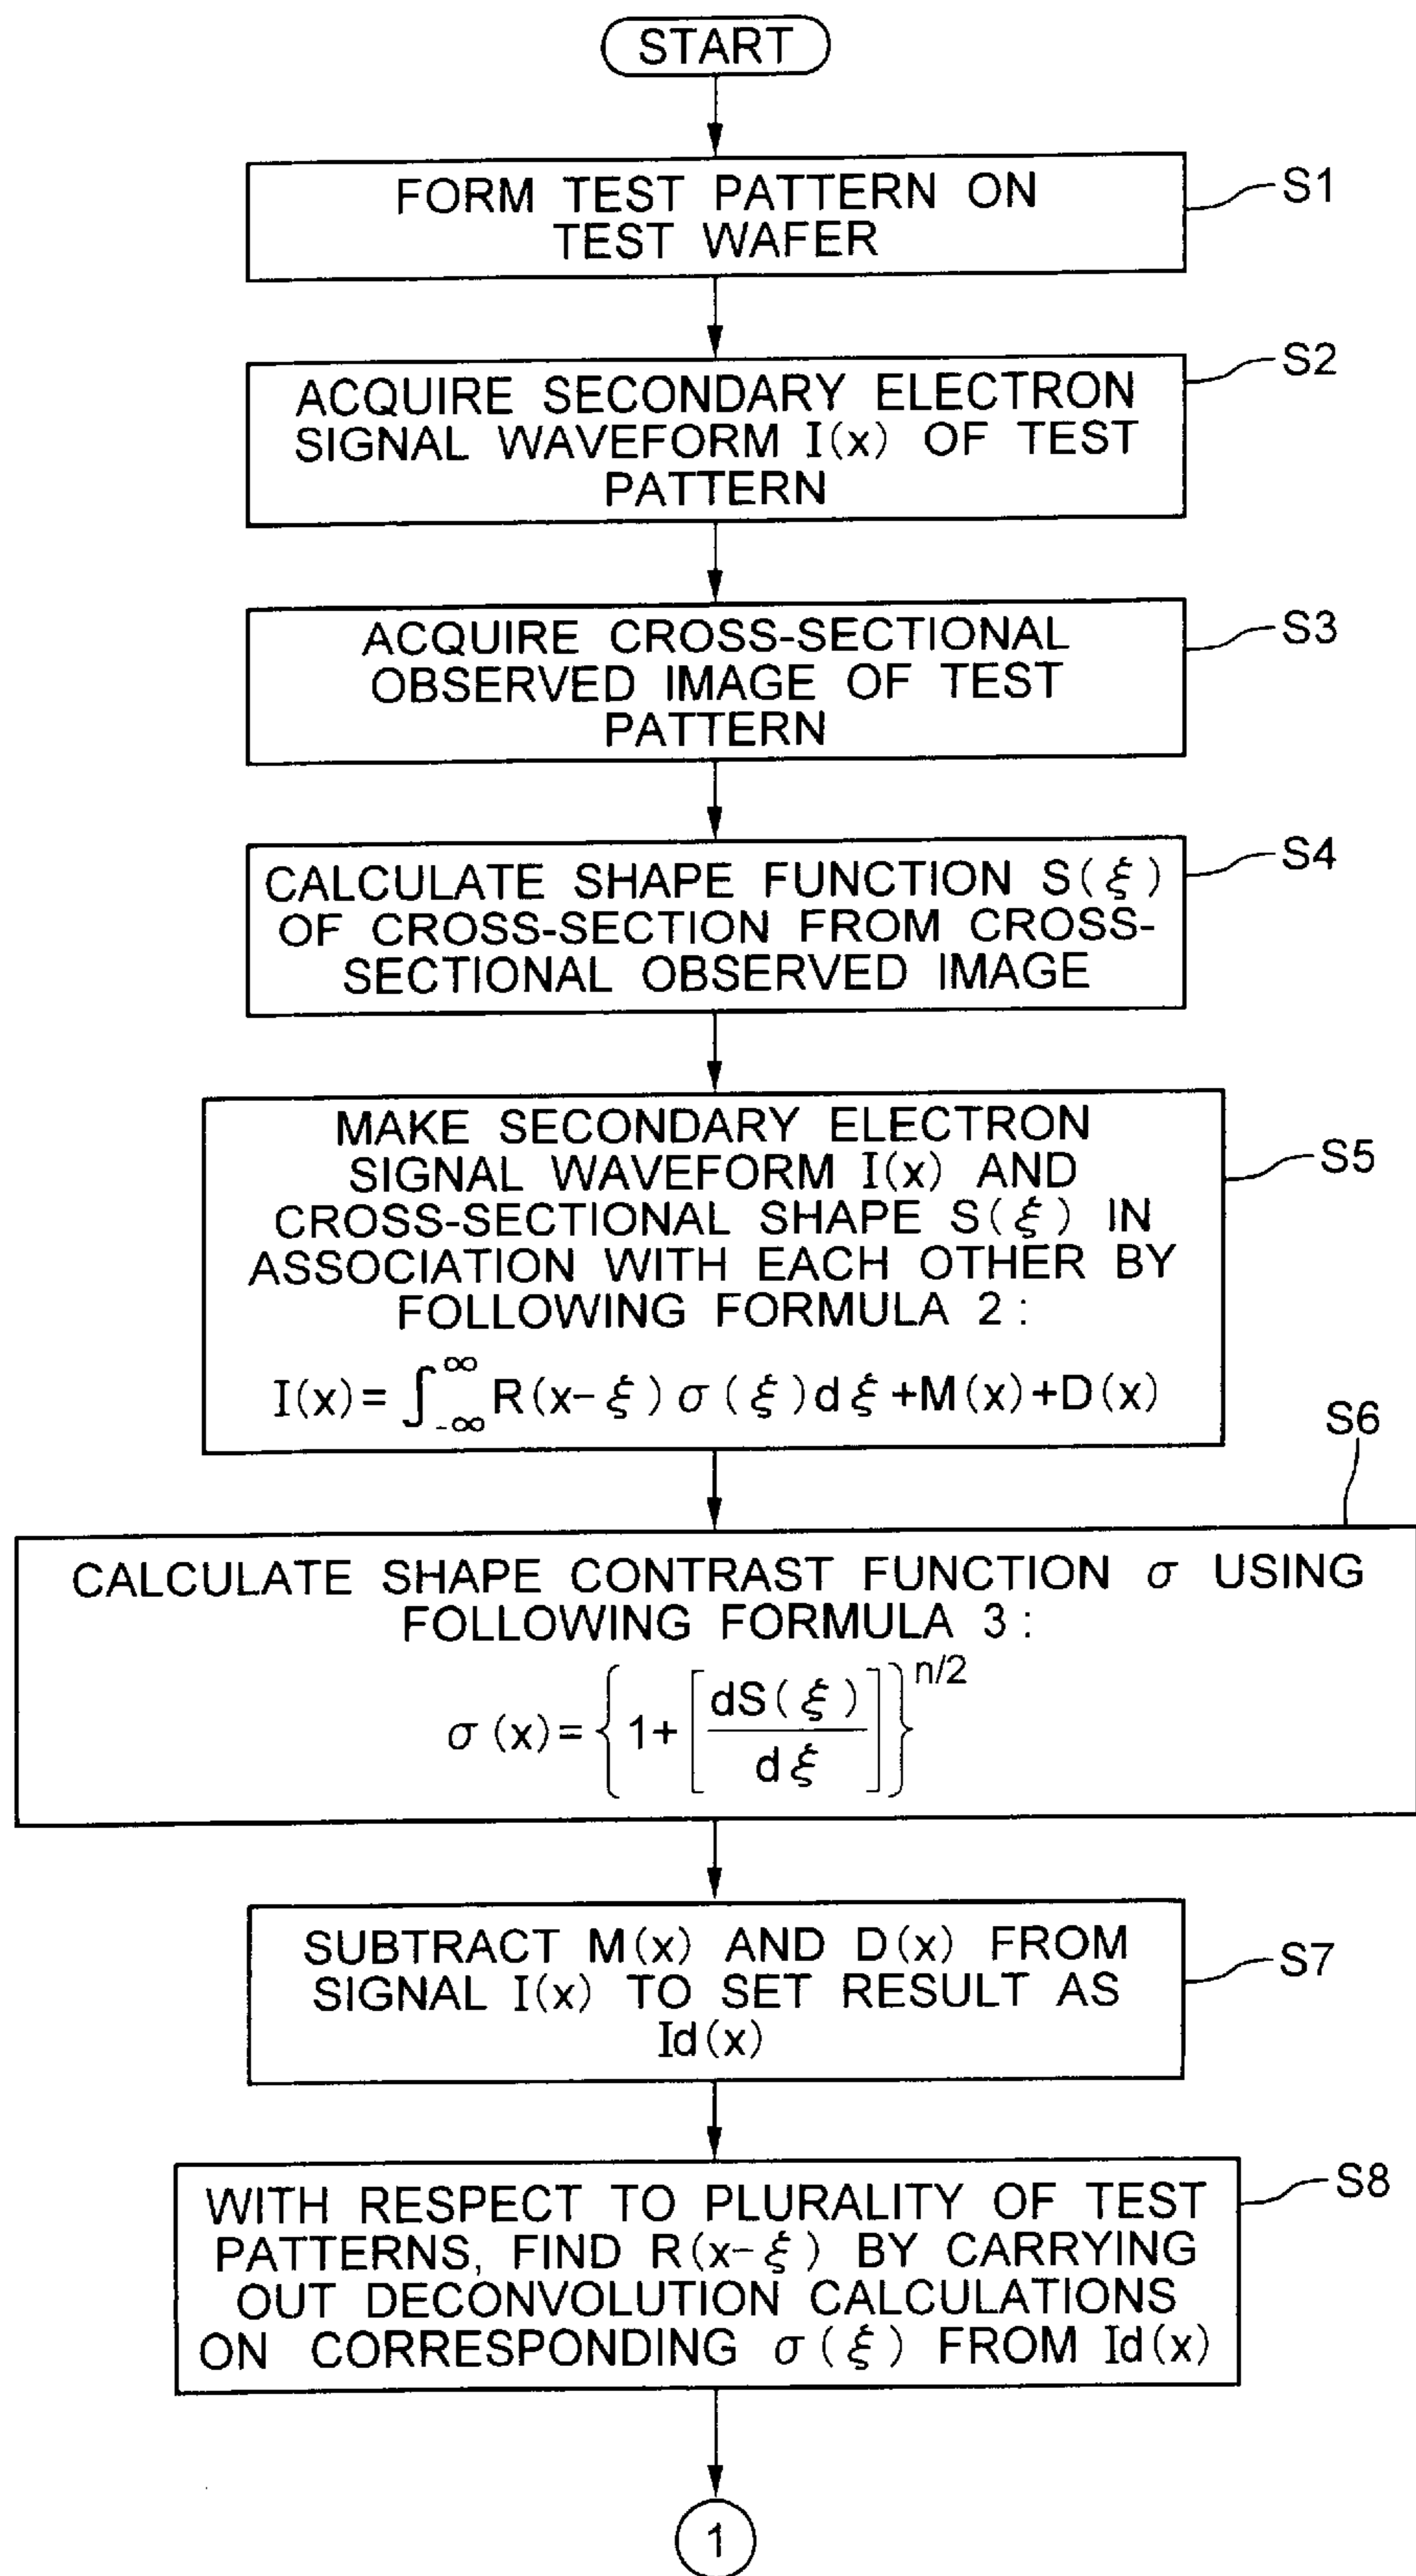 START
FORM TEST PATTERN ON
TEST WAFER
S1
ACQUIRE SECONDARY ELECTRON
SIGNAL WAVEFORM I(x) OF TEST
PATTERN
S2
ACQUIRE CROSS-SECTIONAL
OBSERVED IMAGE OF TEST
PATTERN
S3
CALCULATE SHAPE FUNCTION S(ξ)
OF CROSS-SECTION FROM CROSS-
SECTIONAL OBSERVED IMAGE
S4
MAKE SECONDARY ELECTRON
SIGNAL WAVEFORM I(x) AND
CROSS-SECTIONAL SHAPE S(ξ) IN
ASSOCIATION WITH EACH OTHER BY
FOLLOWING FORMULA 2 :
I(x)=∫_{-∞}^{∞} R(x-ξ)σ(ξ)dξ+M(x)+D(x)
S5
S6
CALCULATE SHAPE CONTRAST FUNCTION σ USING
FOLLOWING FORMULA 3 :
σ(x)={1+[dS(ξ)/dξ]}^{n/2}
SUBTRACT M(x) AND D(x) FROM
SIGNAL I(x) TO SET RESULT AS
Id(x)
S7
WITH RESPECT TO PLURALITY OF TEST
PATTERNS, FIND R(x-ξ) BY CARRYING
OUT DECONVOLUTION CALCULATIONS
ON CORRESPONDING σ(ξ) FROM Id(x)
S8
1